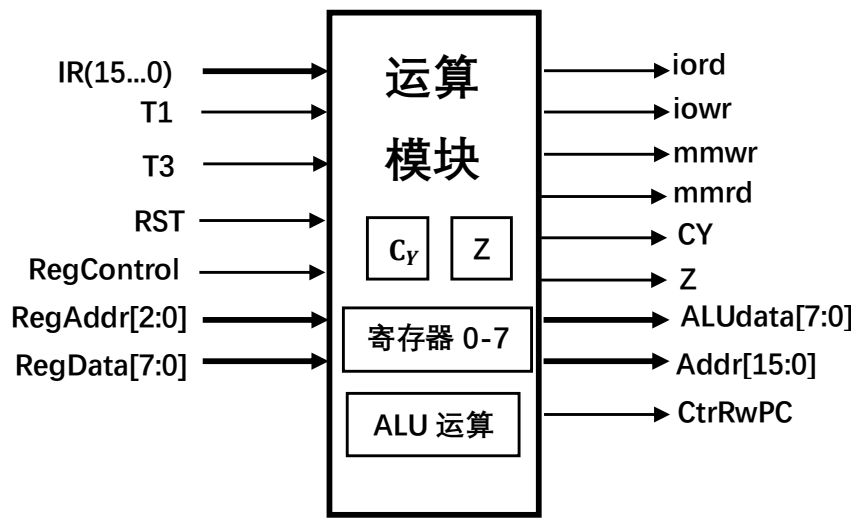 IR(15...0)
T1
T3
RST
RegControl
RegAddr[2:0]
RegData[7:0]
运算
模块
C_Y
Z
寄存器 0-7
ALU 运算
iord
iowr
mmwr
mmrd
CY
Z
ALUdata[7:0]
Addr[15:0]
CtrRwPC